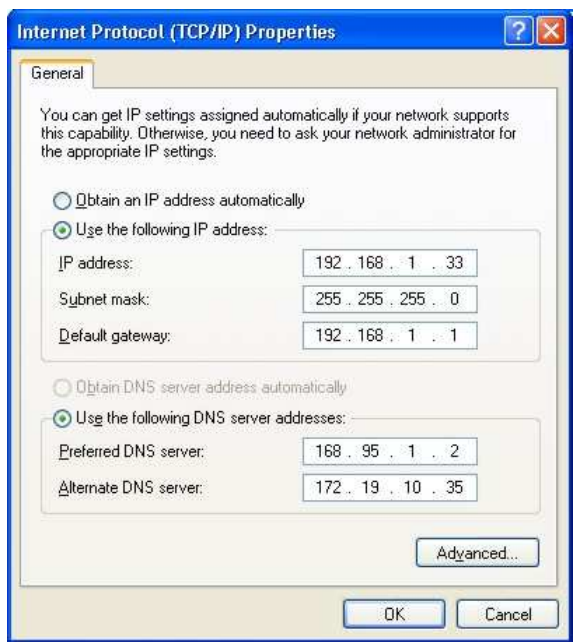 Internet Protocol (TCP/IP) Properties
General
You can get IP settings assigned automatically if your network supports
this capability. Otherwise, you need to ask your network administrator for
the appropriate IP settings.
Obtain an IP address automatically
Use the following IP address:
IP address: 192 . 168 . 1 . 33
Subnet mask: 255 . 255 . 255 . 0
Default gateway: 192 . 168 . 1 . 1
Obtain DNS server address automatically
Use the following DNS server addresses:
Preferred DNS server: 168 . 95 . 1 . 2
Alternate DNS server: 172 . 19 . 10 . 35
Advanced...
OK Cancel